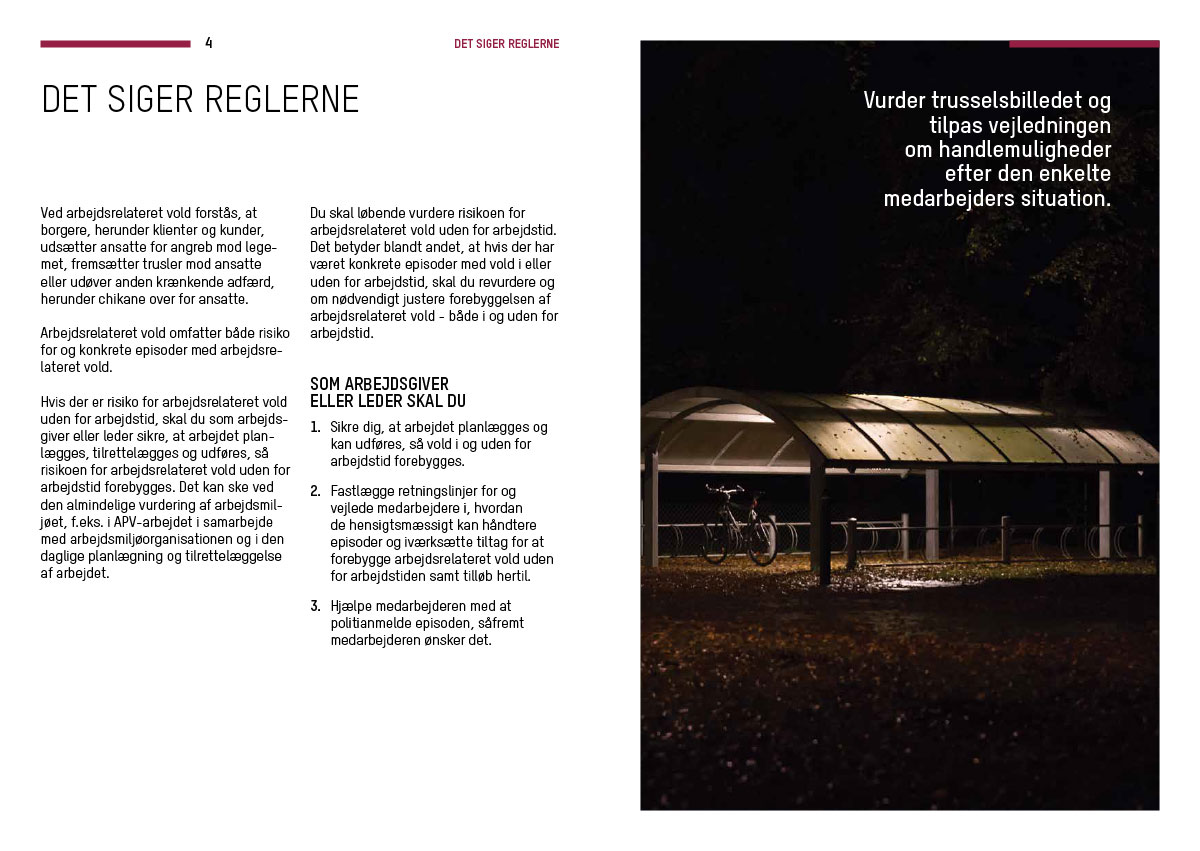 4
DET SIGER REGLERNE
DET SIGER REGLERNE
Ved arbejdsrelateret vold forstås, at
borgere, herunder klienter og kunder,
udsætter ansatte for angreb mod lege-
met, fremsætter trusler mod ansatte
eller udøver anden krænkende adfærd,
herunder chikane over for ansatte.
Arbejdsrelateret vold omfatter både risiko
for og konkrete episoder med arbejdsre-
lateret vold.
Hvis der er risiko for arbejdsrelateret vold
uden for arbejdstid, skal du som arbejds-
giver eller leder sikre, at arbejdet plan-
lægges, tilrettelægges og udføres, så
risikoen for arbejdsrelateret vold uden for
arbejdstid forebygges. Det kan ske ved
den almindelige vurdering af arbejdsmil-
jøet, f.eks. i APV-arbejdet i samarbejde
med arbejdsmiljøorganisationen og i den
daglige planlægning og tilrettelæggelse
af arbejdet.
Du skal løbende vurdere risikoen for
arbejdsrelateret vold uden for arbejdstid.
Det betyder blandt andet, at hvis der har
været konkrete episoder med vold i eller
uden for arbejdstid, skal du revurdere og
om nødvendigt justere forebyggelsen af
arbejdsrelateret vold - både i og uden for
arbejdstid.
SOM ARBEJDSGIVER
ELLER LEDER SKAL DU
1. Sikre dig, at arbejdet planlægges og
kan udføres, så vold i og uden for
arbejdstid forebygges.
2. Fastlægge retningslinjer for og
vejlede medarbejdere i, hvordan
de hensigtsmæssigt kan håndtere
episoder og iværksætte tiltag for at
forebygge arbejdsrelateret vold uden
for arbejdstiden samt tilløb hertil.
3. Hjælpe medarbejderen med at
politianmelde episoden, såfremt
medarbejderen ønsker det.
Vurder trusselsbilledet og
tilpas vejledningen
om handlemuligheder
efter den enkelte
medarbejders situation.